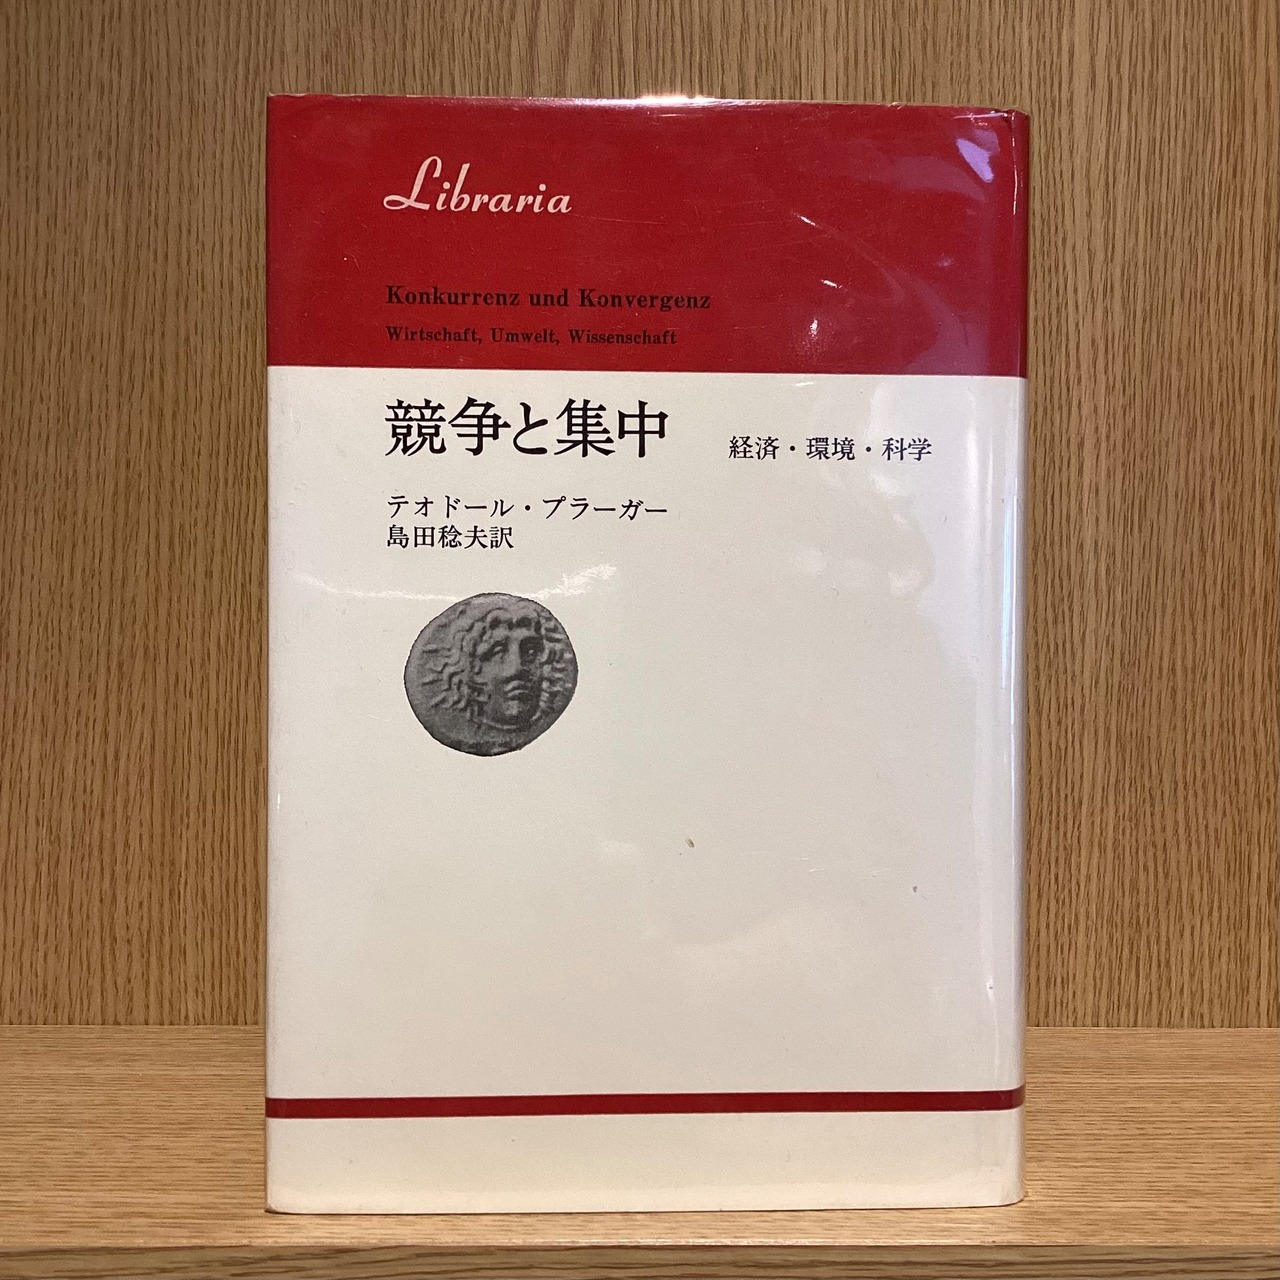 Libraria
Konkurrenz und Konvergenz
Wirtschaft, Umwelt, Wissenschaft
競争と集中 経済・環境・科学
テオドール・プラーガー
島田稔夫訳